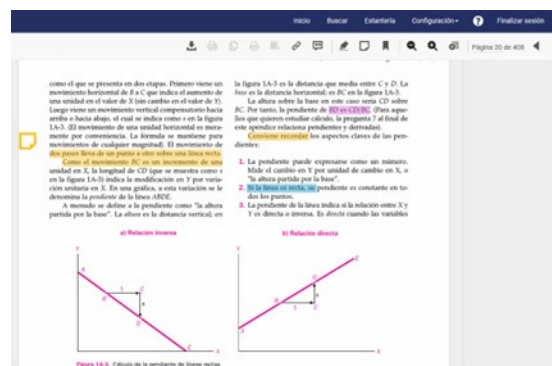 Inicio Buscar Estantería Configuración Finalizar sesión
Página 20 de 408
como el que se presenta en dos etapas. Primero viene un
movimiento horizontal de B a C que indica el aumento de
una unidad en el valor de X (sin cambio en el valor de Y).
Luego viene un movimiento vertical compensatorio hacia
arriba o hacia abajo, el cual se indica como s en la figura
1A-3. (El movimiento de una unidad horizontal es mera-
mente por conveniencia. La fórmula se mantiene para
movimientos de cualquier magnitud). El movimiento de
dos pasos lleva de un punto a otro sobre una línea recta.
Como el movimiento BC es un incremento de una
unidad en X, la longitud de CD (que se muestra como s
en la figura 1A-3) indica la modificación en Y por varia-
ción unitaria en X. En una gráfica, a esta variación se le
denomina la pendiente de la línea ABDE.
A menudo se define a la pendiente como "la altura
partida por la base". La altura es la distancia vertical; en
la figura 1A-3 es la distancia que media entre C y D. La
base es la distancia horizontal; es BC en la figura 1A-3.
La altura sobre la base en este caso sería CD sobre
BC. Por tanto, la pendiente de BD es CD/BC. (Para aque-
llos que quieren estudiar cálculo, la pregunta 7 al final de
este apéndice relaciona pendientes y derivadas).
Conviene recordar los aspectos claves de las pen-
dientes:
1. La pendiente puede expresarse como un número.
Mide el cambio en Y por unidad de cambio en X, o
"la altura partida por la base".
2. Si la línea es recta, su pendiente es constante en to-
dos los puntos.
3. La pendiente de la línea indica si la relación entre X y
Y es directa o inversa. Es directa cuando las variables
a) Relación inversa
Y
A
B
1
C
s
D
E
X
b) Relación directa
Y
E
D
s
B
1
C
A
X
Figura 1A-3 Cálculo de la pendiente de líneas rectas